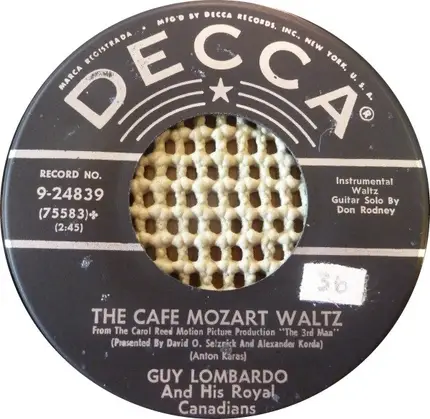 MARCA REGISTRADA • MFG'D BY DECCA RECORDS, INC., NEW YORK, U.S.A.
DECCA®
RECORD NO.
9-24839
(75583)✤
(2:45)
Instrumental
Waltz
Guitar Solo By
Don Rodney
36
THE CAFE MOZART WALTZ
From The Carol Reed Motion Picture Production "The 3rd Man"
(Presented By David O. Selznick And Alexander Korda)
(Anton Karas)
GUY LOMBARDO
And His Royal
Canadians